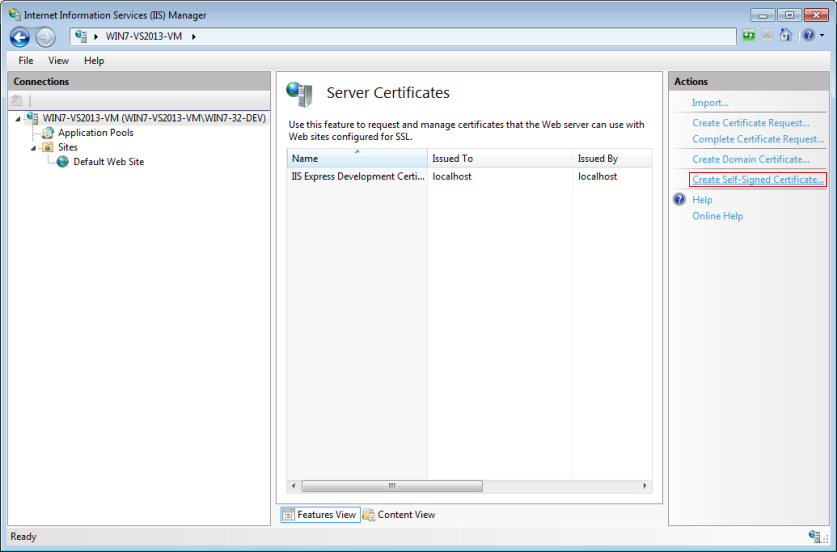 Internet Information Services (IIS) Manager
WIN7-VS2013-VM
File View Help
Connections
WIN7-VS2013-VM (WIN7-VS2013-VM\WIN7-32-DEV)
Application Pools
Sites
Default Web Site
Server Certificates
Use this feature to request and manage certificates that the Web server can use with
Web sites configured for SSL.
Name Issued To Issued By
IIS Express Development Certi... localhost localhost
Features View Content View
Actions
Import...
Create Certificate Request...
Complete Certificate Request...
Create Domain Certificate...
Create Self-Signed Certificate...
Help
Online Help
Ready